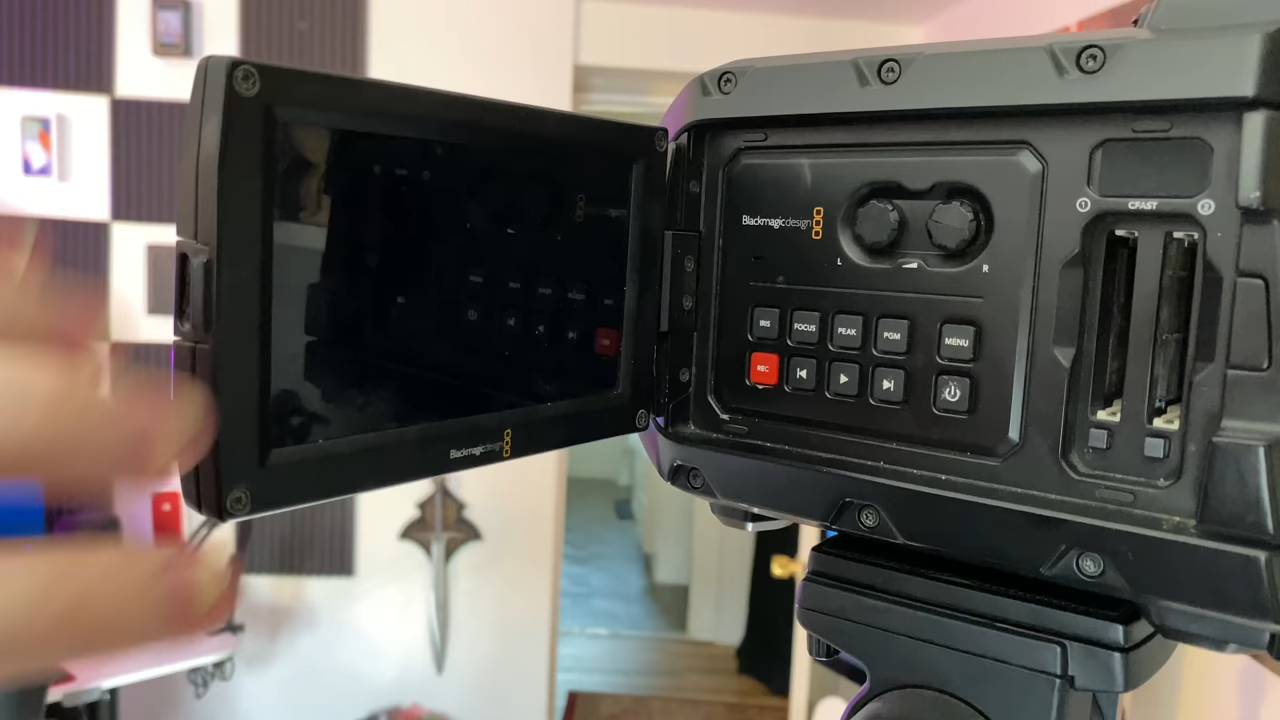 Blackmagicdesign
1 CFAST 2
L R
IRIS FOCUS PEAK PGM MENU
REC
Blackmagicdesign